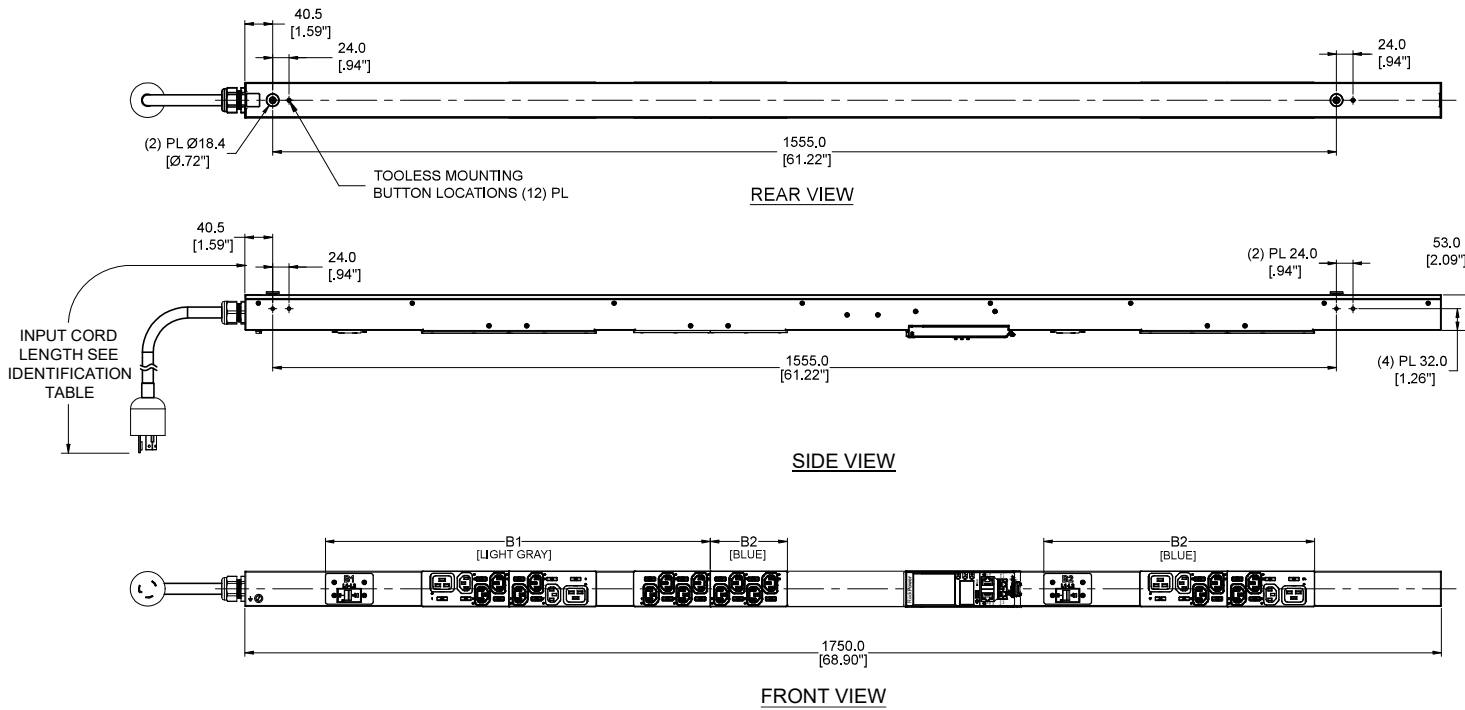 40.5
[1.59"]
24.0
[.94"]
24.0
[.94"]
(2) PL Ø18.4
[Ø.72"]
1555.0
[61.22"]
TOOLESS MOUNTING
BUTTON LOCATIONS (12) PL
REAR VIEW
40.5
[1.59"]
24.0
[.94"]
(2) PL 24.0
[.94"]
53.0
[2.09"]
INPUT CORD
LENGTH SEE
IDENTIFICATION
TABLE
1555.0
[61.22"]
(4) PL 32.0
[1.26"]
SIDE VIEW
B1
[LIGHT GRAY]
B2
[BLUE]
B2
[BLUE]
B1
B2
1750.0
[68.90"]
FRONT VIEW